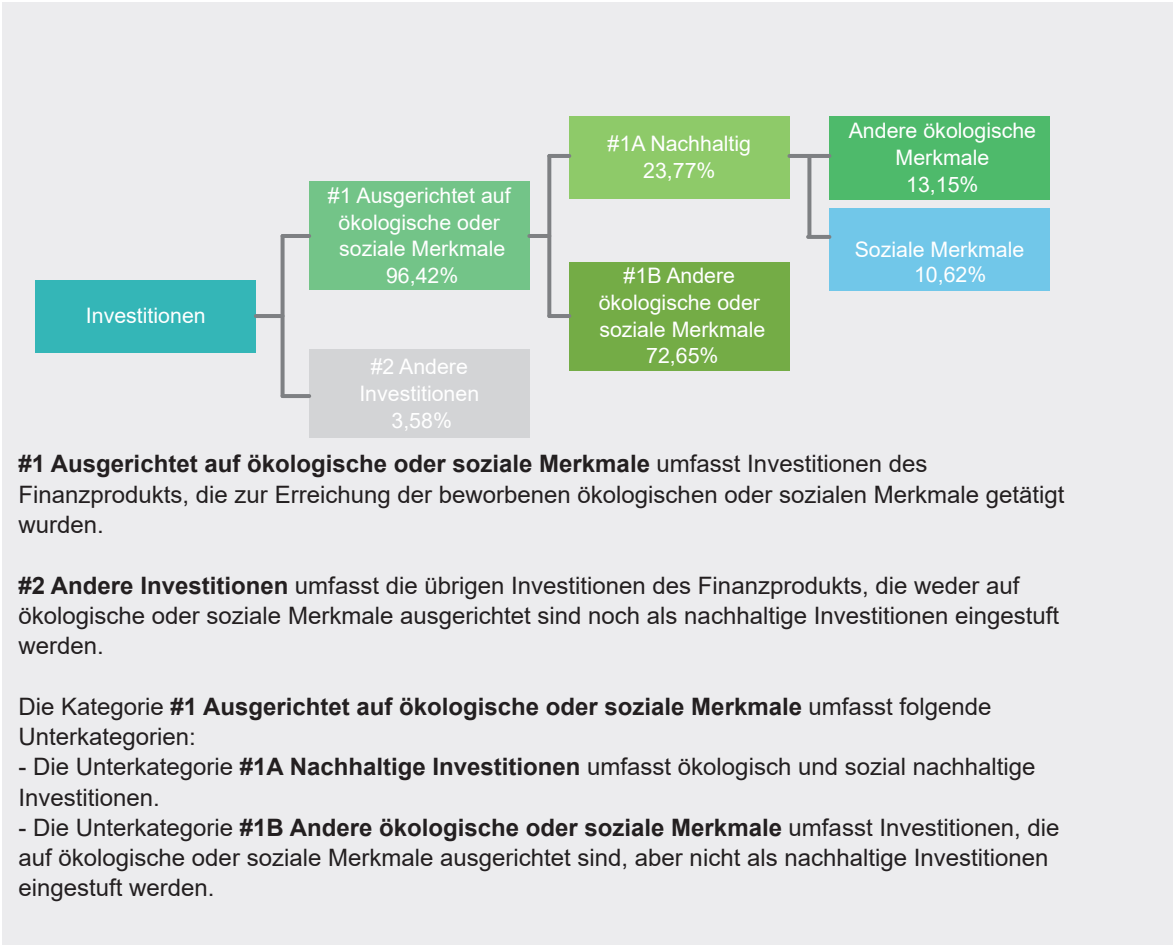 Investitionen
#1 Ausgerichtet auf
ökologische oder
soziale Merkmale
96,42%
#2 Andere
Investitionen
3,58%
#1A Nachhaltig
23,77%
#1B Andere
ökologische oder
soziale Merkmale
72,65%
Andere ökologische
Merkmale
13,15%
Soziale Merkmale
10,62%
#1 Ausgerichtet auf ökologische oder soziale Merkmale umfasst Investitionen des
Finanzprodukts, die zur Erreichung der beworbenen ökologischen oder sozialen Merkmale getätigt
wurden.
#2 Andere Investitionen umfasst die übrigen Investitionen des Finanzprodukts, die weder auf
ökologische oder soziale Merkmale ausgerichtet sind noch als nachhaltige Investitionen eingestuft
werden.
Die Kategorie #1 Ausgerichtet auf ökologische oder soziale Merkmale umfasst folgende
Unterkategorien:
- Die Unterkategorie #1A Nachhaltige Investitionen umfasst ökologisch und sozial nachhaltige
Investitionen.
- Die Unterkategorie #1B Andere ökologische oder soziale Merkmale umfasst Investitionen, die
auf ökologische oder soziale Merkmale ausgerichtet sind, aber nicht als nachhaltige Investitionen
eingestuft werden.